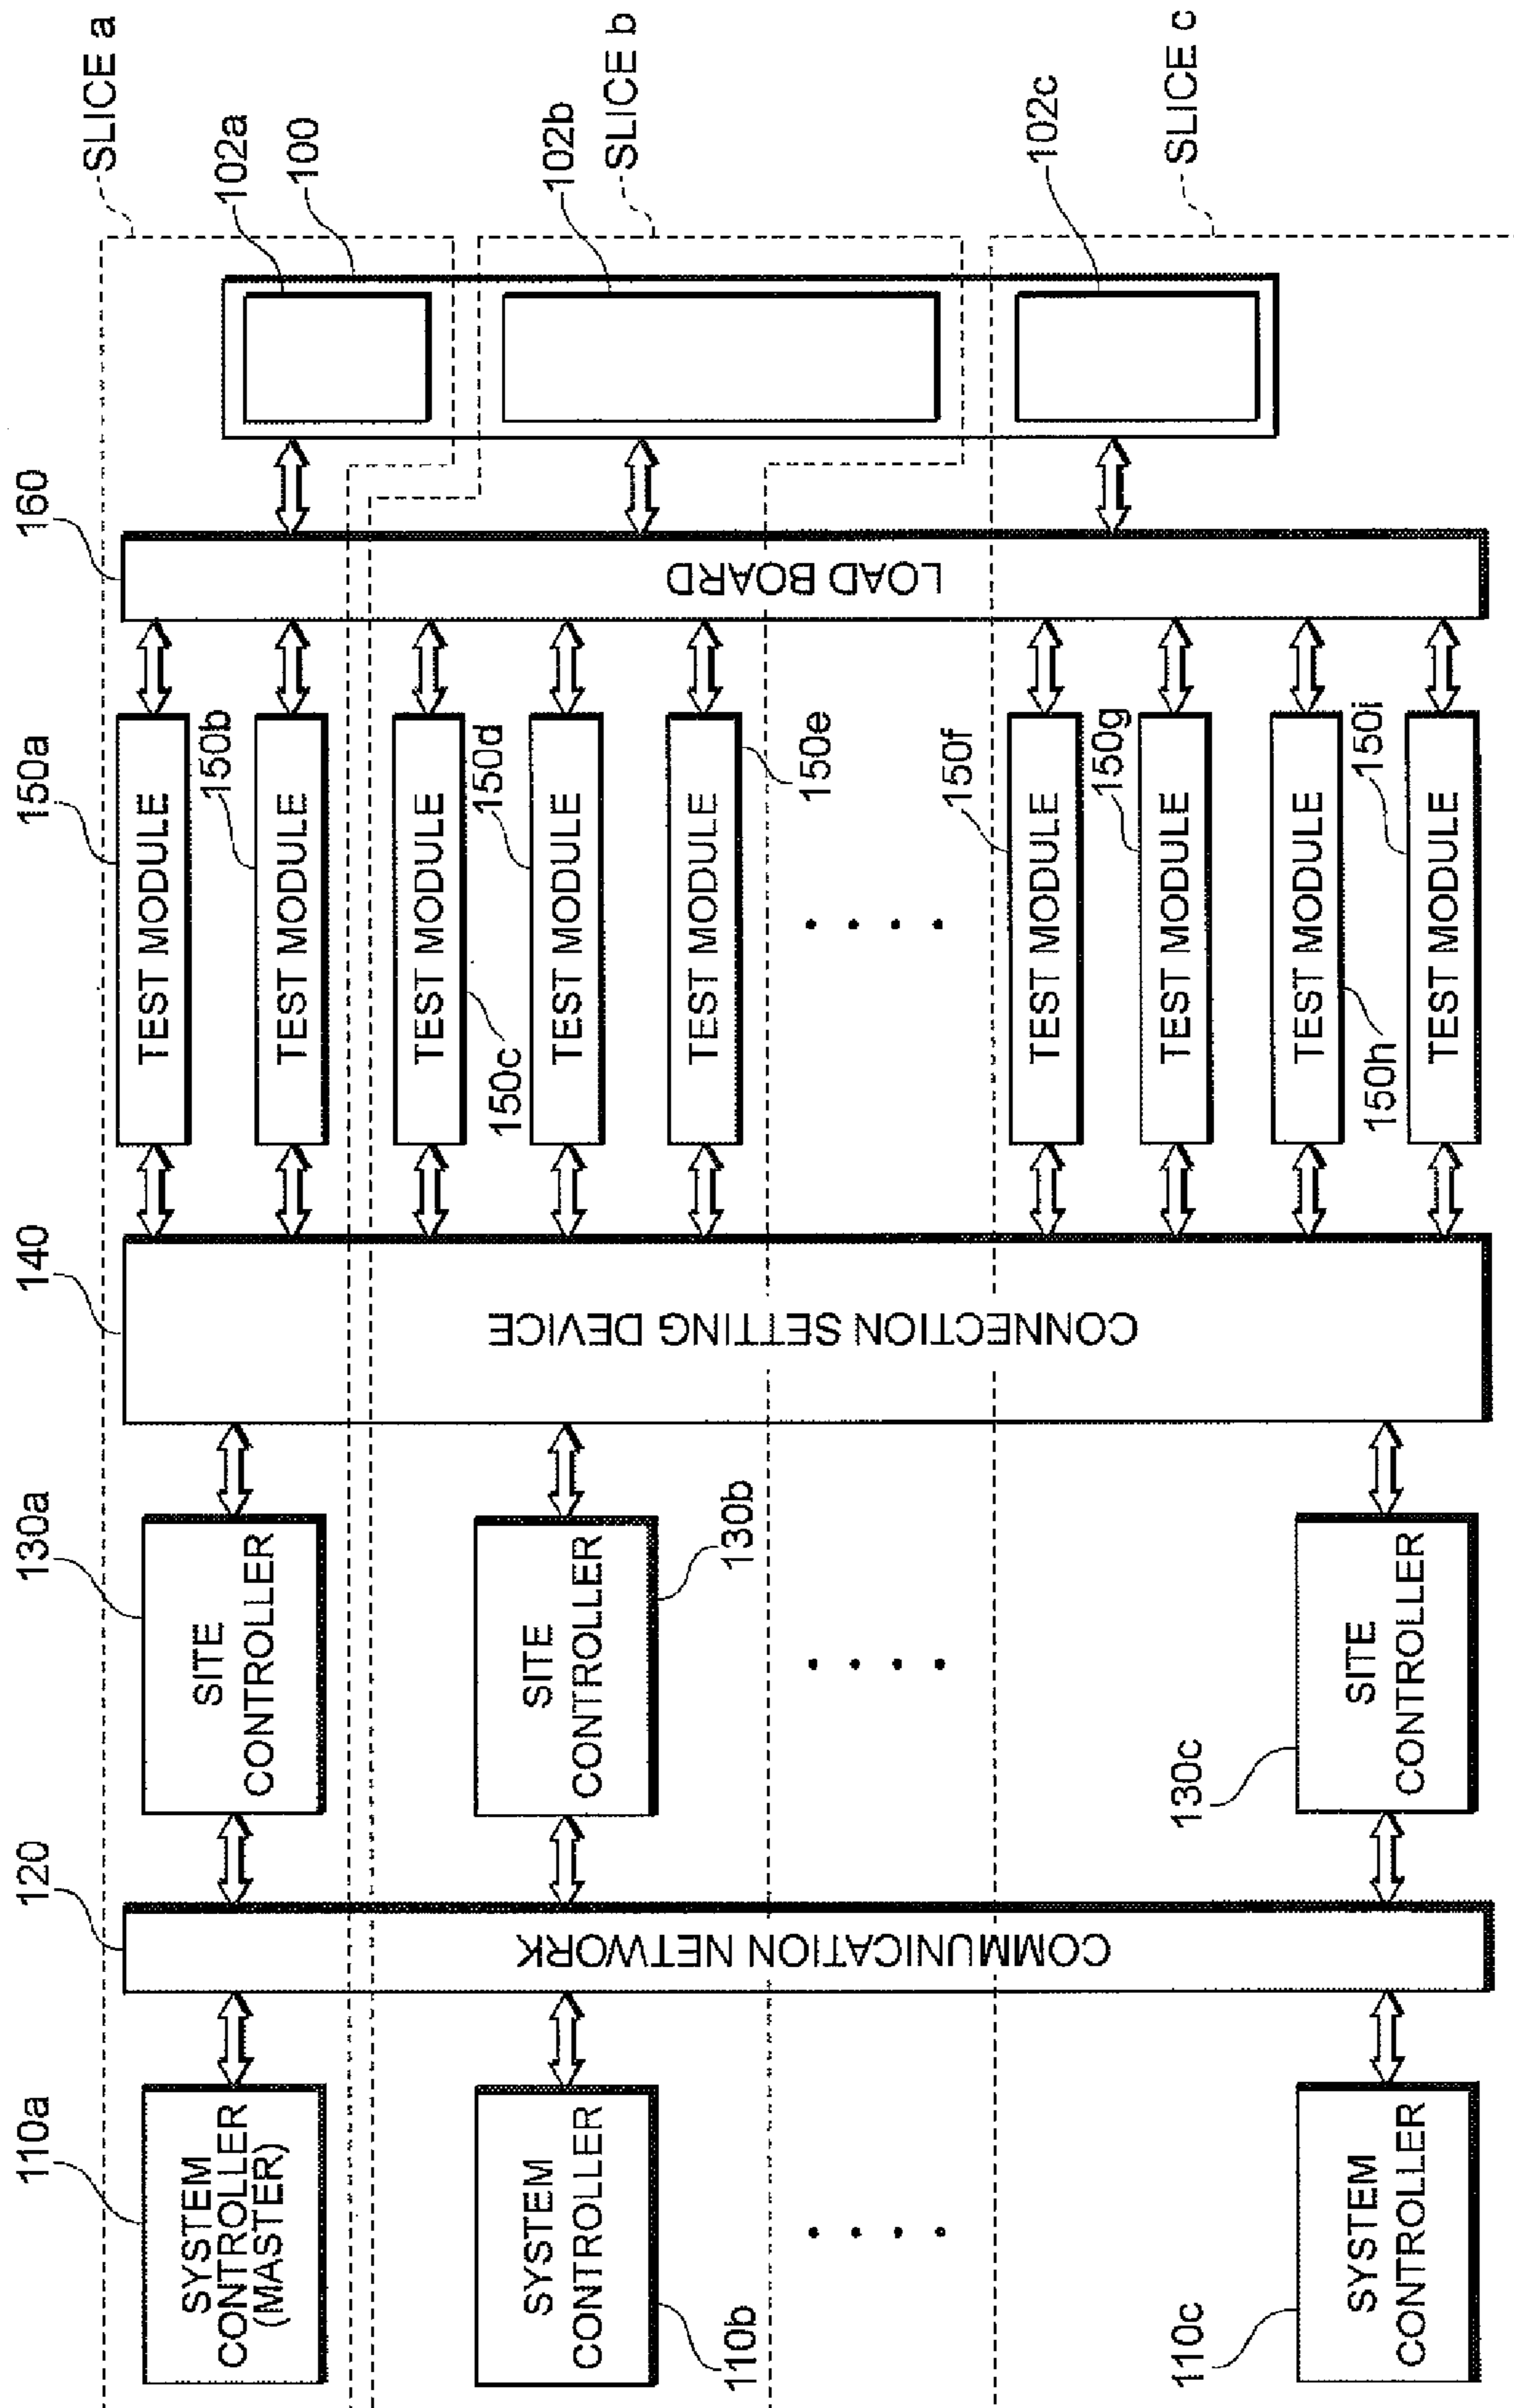 SLICE a
102a
100
102b
SLICE b
102c
SLICE c
160
LOAD BOARD
150a
TEST MODULE
150b
TEST MODULE
150c
TEST MODULE
150d
TEST MODULE
150e
TEST MODULE
150f
TEST MODULE
150g
TEST MODULE
150h
TEST MODULE
150i
TEST MODULE
140
CONNECTION SETTING DEVICE
130a
SITE
CONTROLLER
130b
SITE
CONTROLLER
130c
SITE
CONTROLLER
120
COMMUNICATION NETWORK
110a
SYSTEM
CONTROLLER
(MASTER)
110b
SYSTEM
CONTROLLER
110c
SYSTEM
CONTROLLER